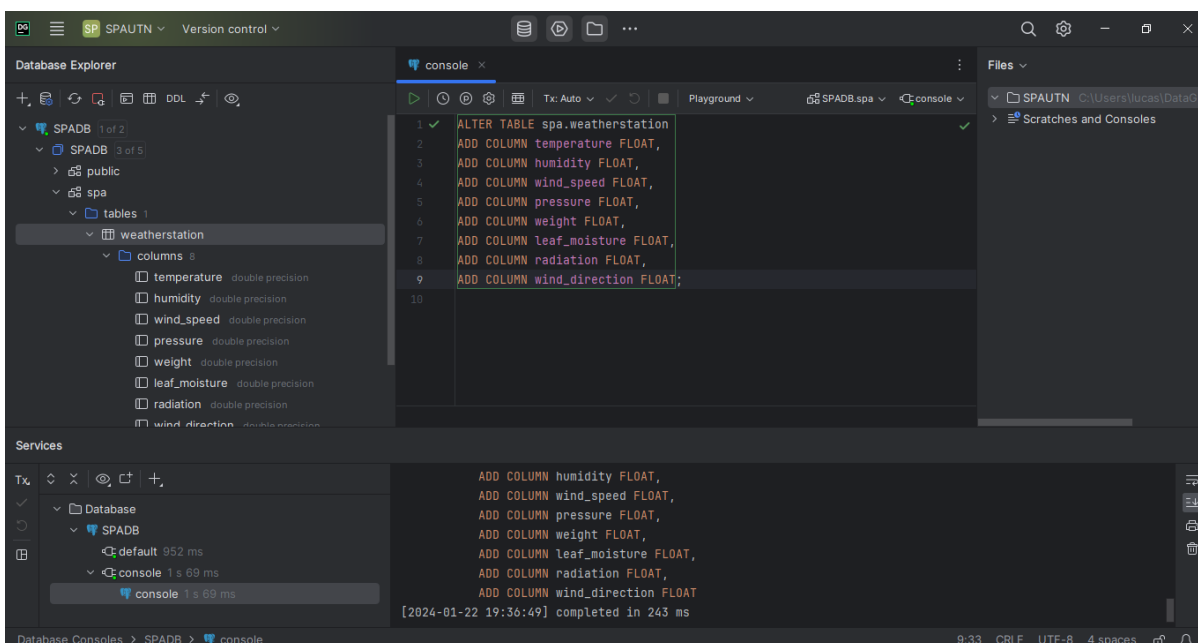 DG
SP SPAUTN Version control
Database Explorer
DDL
SPADB 1 of 2
SPADB 3 of 5
public
spa
tables 1
weatherstation
columns 8
temperature double precision
humidity double precision
wind_speed double precision
pressure double precision
weight double precision
leaf_moisture double precision
radiation double precision
wind_direction double precision
console
Tx: Auto Playground SPADB.spa console
1 ALTER TABLE spa.weatherstation
2 ADD COLUMN temperature FLOAT,
3 ADD COLUMN humidity FLOAT,
4 ADD COLUMN wind_speed FLOAT,
5 ADD COLUMN pressure FLOAT,
6 ADD COLUMN weight FLOAT,
7 ADD COLUMN leaf_moisture FLOAT,
8 ADD COLUMN radiation FLOAT,
9 ADD COLUMN wind_direction FLOAT;
10
Files
SPAUTN C:\Users\lucas\DataG
Scratches and Consoles
Services
Tx
Database
SPADB
default 952 ms
console 1 s 69 ms
console 1 s 69 ms
ADD COLUMN humidity FLOAT,
ADD COLUMN wind_speed FLOAT,
ADD COLUMN pressure FLOAT,
ADD COLUMN weight FLOAT,
ADD COLUMN leaf_moisture FLOAT,
ADD COLUMN radiation FLOAT,
ADD COLUMN wind_direction FLOAT
[2024-01-22 19:36:49] completed in 243 ms
Database Consoles > SPADB > console
9:33 CRLF UTF-8 4 spaces